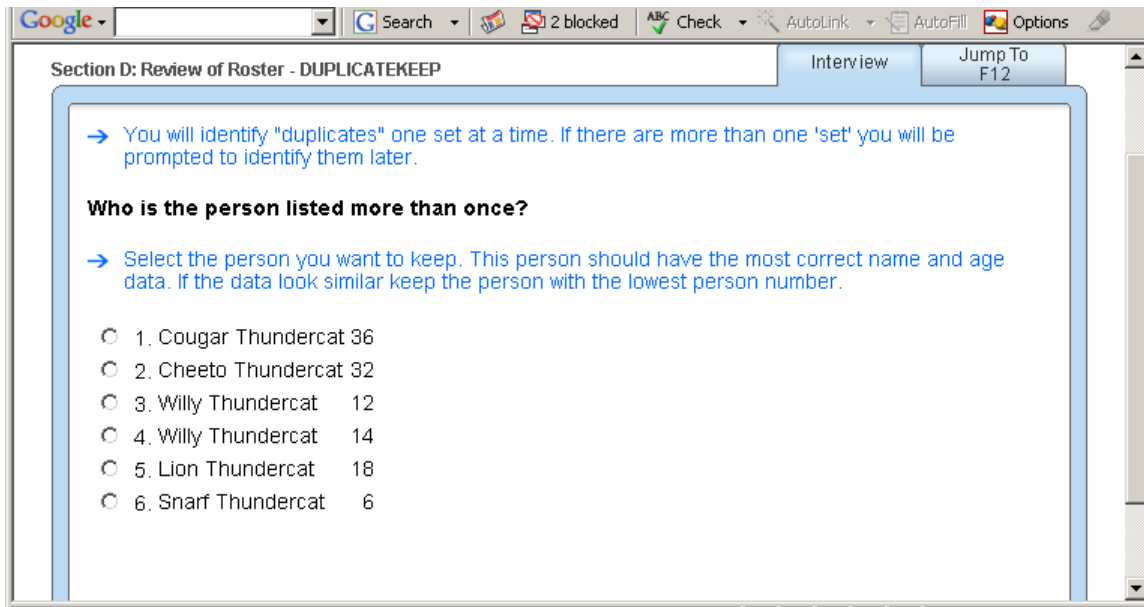 Google Search 2 blocked ABC Check AutoLink AutoFill Options
Section D: Review of Roster - DUPLICATEKEEP
Interview
Jump To
F12
You will identify "duplicates" one set at a time. If there are more than one 'set' you will be
prompted to identify them later.
Who is the person listed more than once?
Select the person you want to keep. This person should have the most correct name and age
data. If the data look similar keep the person with the lowest person number.
1. Cougar Thundercat 36
2. Cheeto Thundercat 32
3. Willy Thundercat 12
4. Willy Thundercat 14
5. Lion Thundercat 18
6. Snarf Thundercat 6